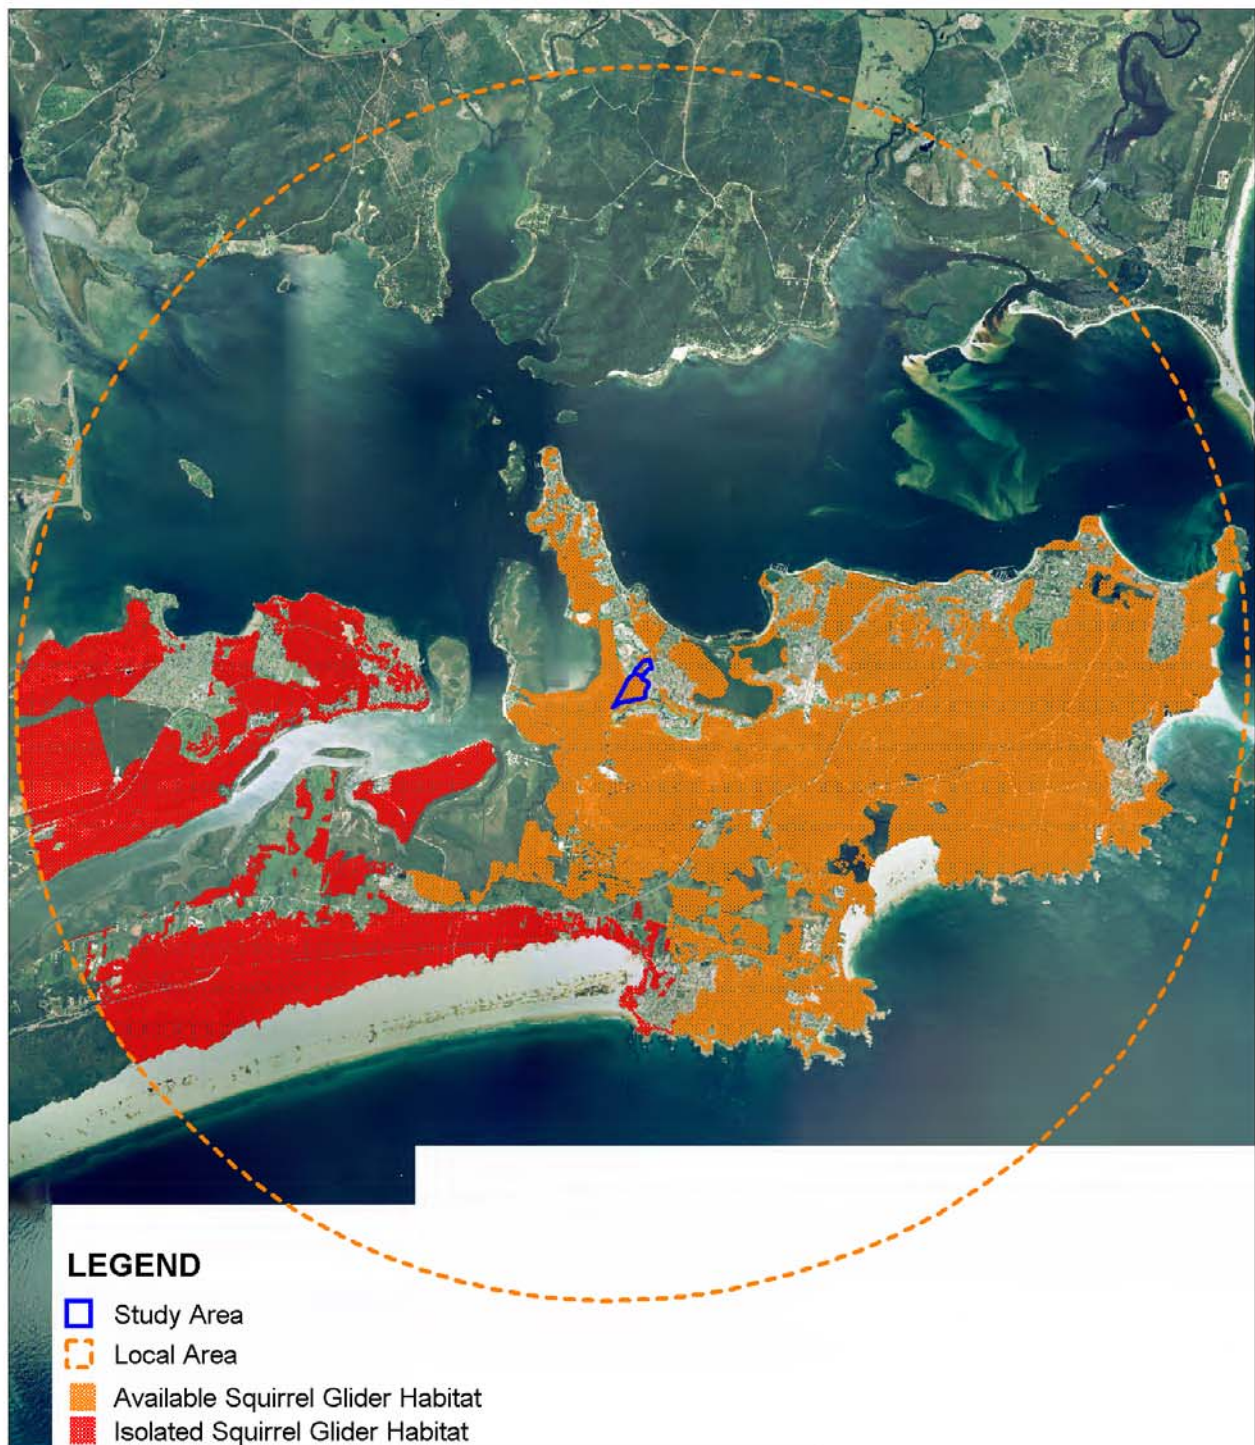 LEGEND
Study Area
Local Area
Available Squirrel Glider Habitat
Isolated Squirrel Glider Habitat